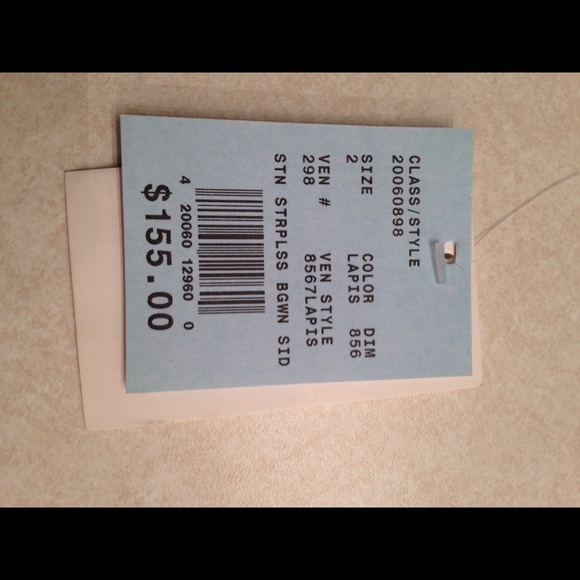 CLASS/STYLE
20060898
SIZE COLOR DIM
2 LAPIS 856
VEN # VEN STYLE
298 8567LAPIS
STN STRPLSS BGWN SID
4 20060 12960 0
$155.00